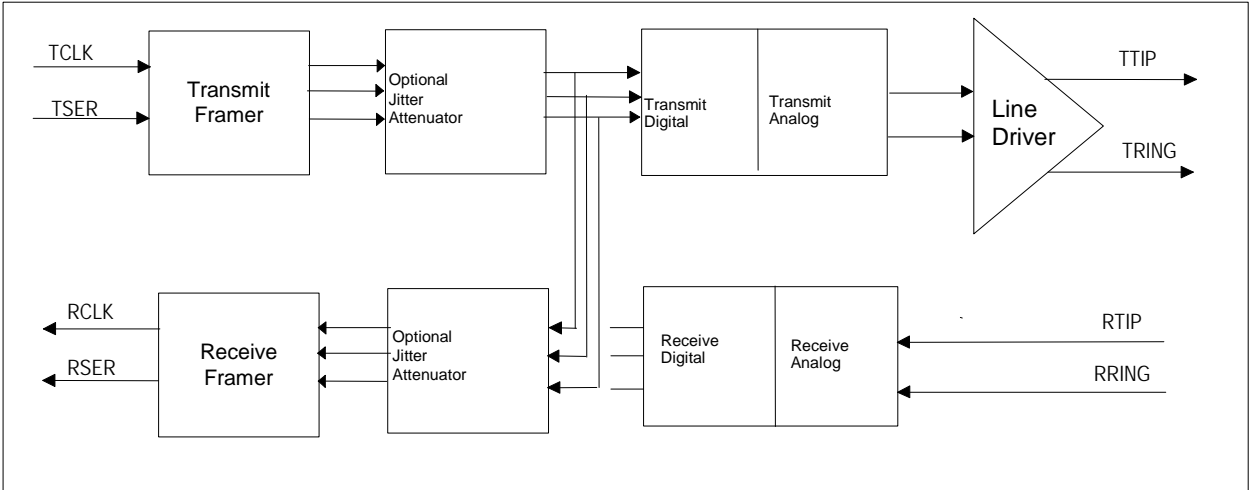 TCLK
TSER
Transmit
Framer
Optional
Jitter
Attenuator
Transmit
Digital
Transmit
Analog
Line
Driver
TTIP
TRING
RCLK
RSER
Receive
Framer
Optional
Jitter
Attenuator
Receive
Digital
Receive
Analog
RTIP
RRING